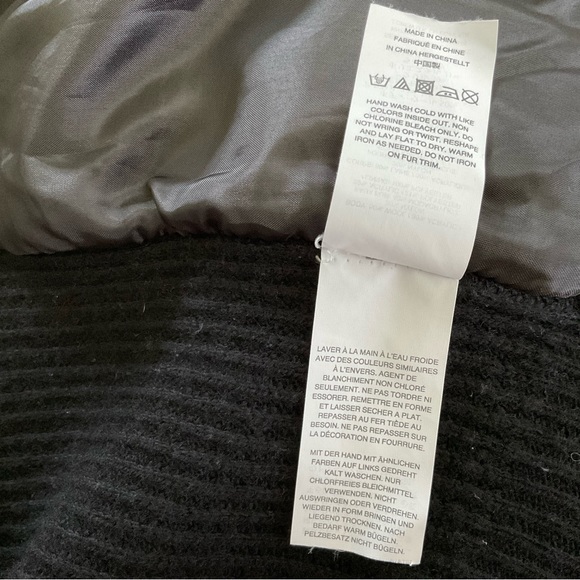 MADE IN CHINA
FABRIQUÉ EN CHINE
IN CHINA HERGESTELLT
中国製
HAND WASH COLD WITH LIKE
COLORS INSIDE OUT. NON
CHLORINE BLEACH ONLY. DO
NOT WRING OR TWIST. RESHAPE
AND LAY FLAT TO DRY. WARM
IRON AS NEEDED. DO NOT IRON
ON FUR TRIM.
LAVER À LA MAIN À L'EAU FROIDE
AVEC DES COULEURS SIMILAIRES
À L'ENVERS. AGENT DE
BLANCHIMENT NON CHLORÉ
SEULEMENT. NE PAS TORDRE NI
ESSORER. REMETTRE EN FORME
ET LAISSER SECHER A PLAT.
REPASSER AU FER TIÈDE AU
BESOIN. NE PAS REPASSER SUR
LA DÉCORATION EN FOURRURE.
MIT DER HAND MIT ÄHNLICHEN
FARBEN AUF LINKS GEDREHT
KALT WASCHEN. NUR
CHLORFREIES BLEICHMITTEL
VERWENDEN. NICHT
AUSWRINGEN ODER VERDREHEN.
WIEDER IN FORM BRINGEN UND
LIEGEND TROCKNEN. NACH
BEDARF WARM BÜGELN.
PELZBESATZ NICHT BÜGELN.